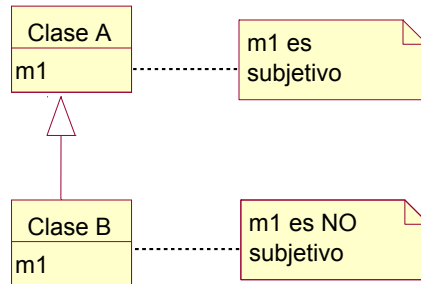 Clase A
m1
m1 es
subjetivo
Clase B
m1
m1 es NO
subjetivo